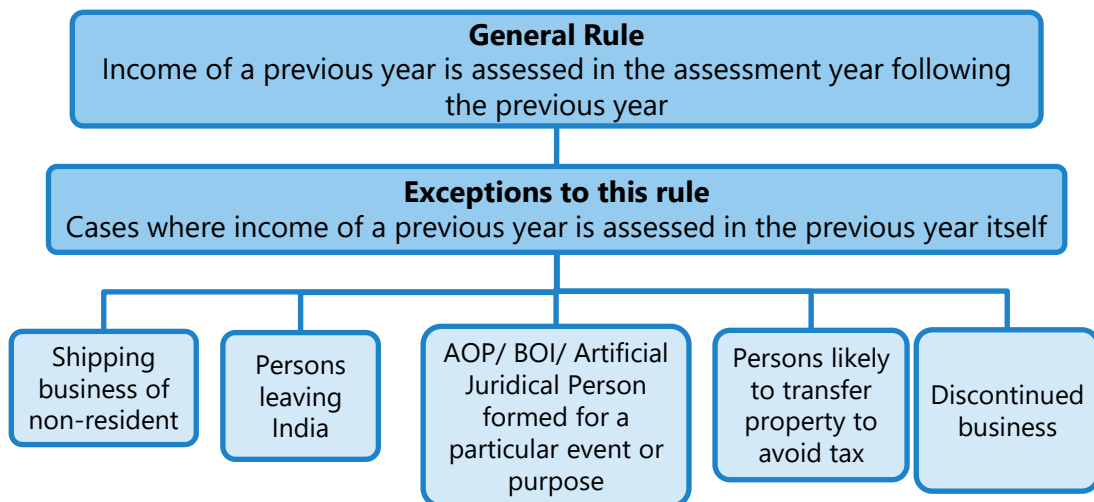 General Rule
Income of a previous year is assessed in the assessment year following
the previous year
Exceptions to this rule
Cases where income of a previous year is assessed in the previous year itself
Shipping
business of
non-resident
Persons
leaving
India
AOP/ BOI/ Artificial
Juridical Person
formed for a
particular event or
purpose
Persons likely
to transfer
property to
avoid tax
Discontinued
business